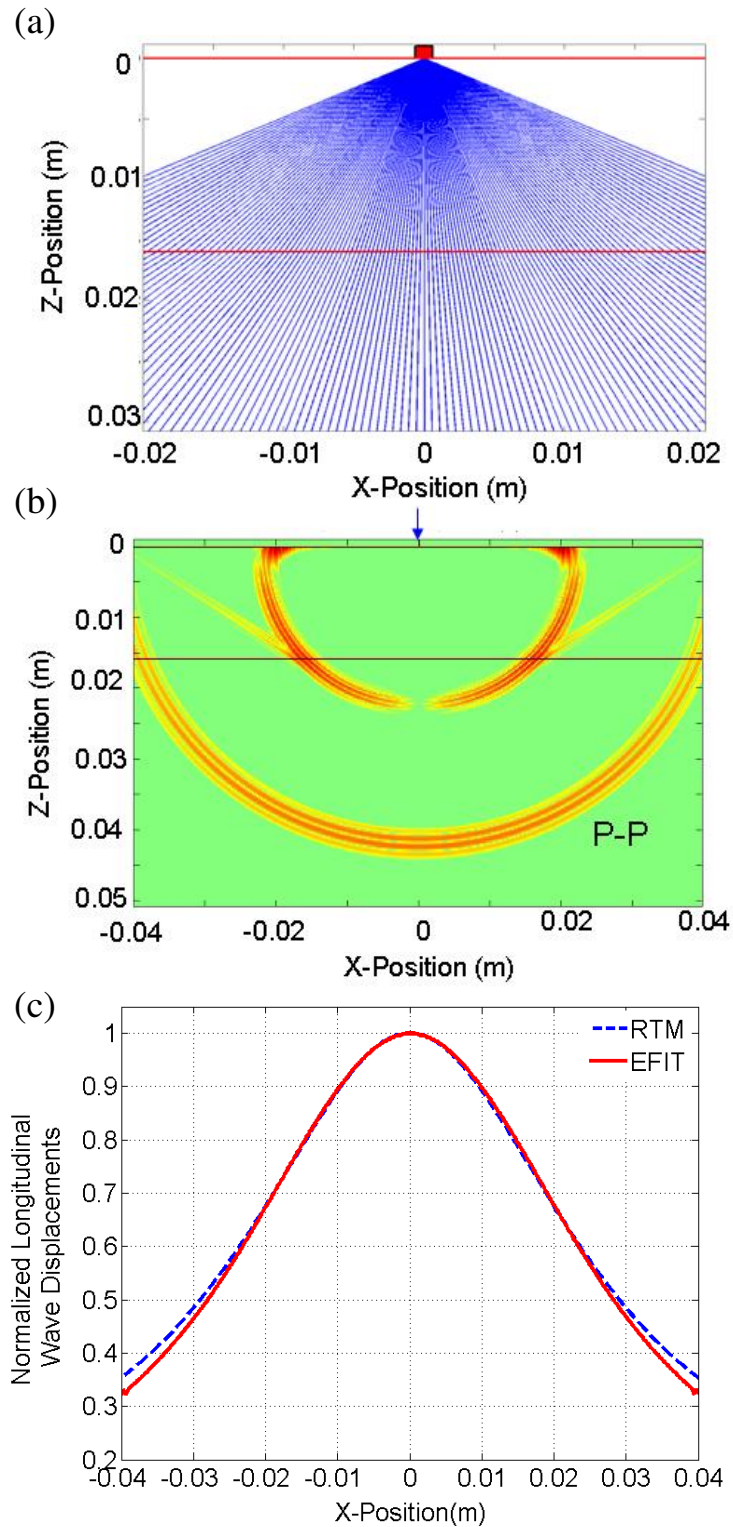 (a)
0
0.01
0.02
0.03
Z-Position (m)
-0.02
-0.01
0
0.01
0.02
X-Position (m)
(b)
0
0.01
0.02
0.03
0.04
0.05
Z-Position (m)
P-P
-0.04
-0.02
0
0.02
0.04
X-Position (m)
(c)
1
0.9
0.8
0.7
0.6
0.5
0.4
0.3
0.2
Normalized Longitudinal
Wave Displacements
RTM
EFIT
-0.04
-0.03
-0.02
-0.01
0
0.01
0.02
0.03
0.04
X-Position(m)